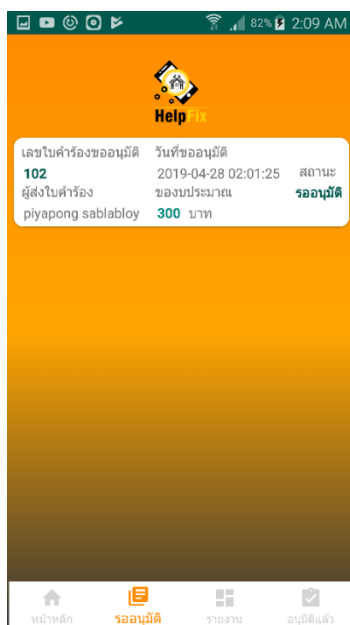 82% 2:09 AM
HelpFix
เลขใบคำร้องขออนุมัติ วันที่ขออนุมัติ
102 2019-04-28 02:01:25 สถานะ
ผู้ส่งใบคำร้อง ของบประมาณ รออนุมัติ
piyapong sablabloy 300 บาท
หน้าหลัก รออนุมัติ รายงาน อนุมัติแล้ว